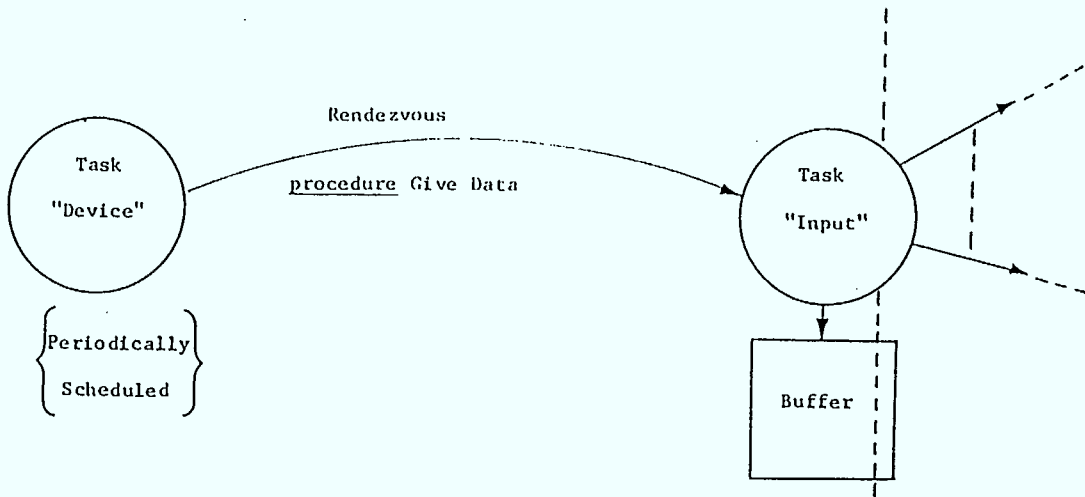 Rendezvous
procedure Give Data
Task
"Device"
Periodically
Scheduled
Task
"Input"
Buffer